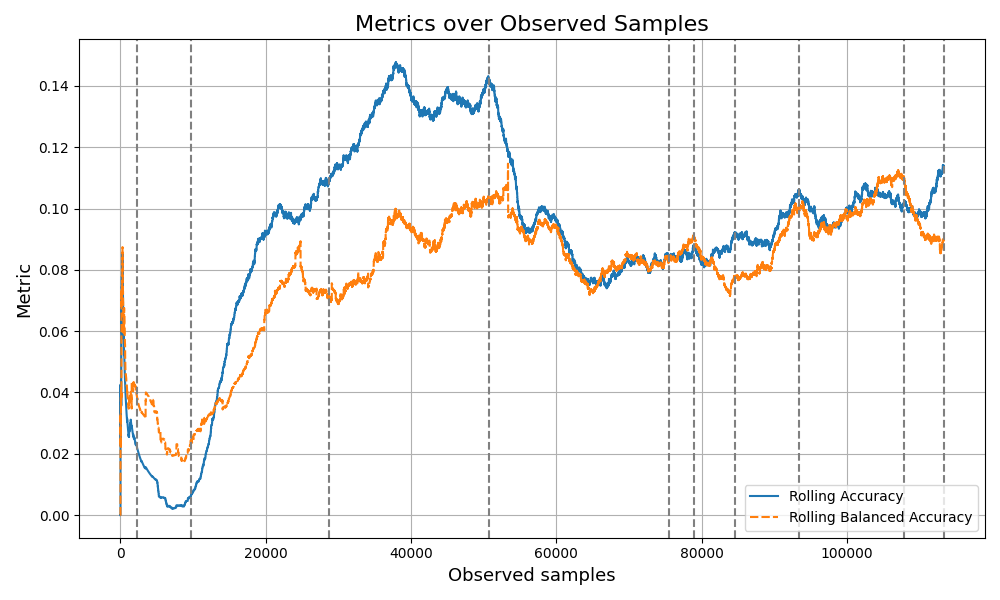 Metrics over Observed Samples
Metric
0.14
0.12
0.10
0.08
0.06
0.04
0.02
0.00
0
20000
40000
60000
80000
100000
Observed samples
Rolling Accuracy
Rolling Balanced Accuracy